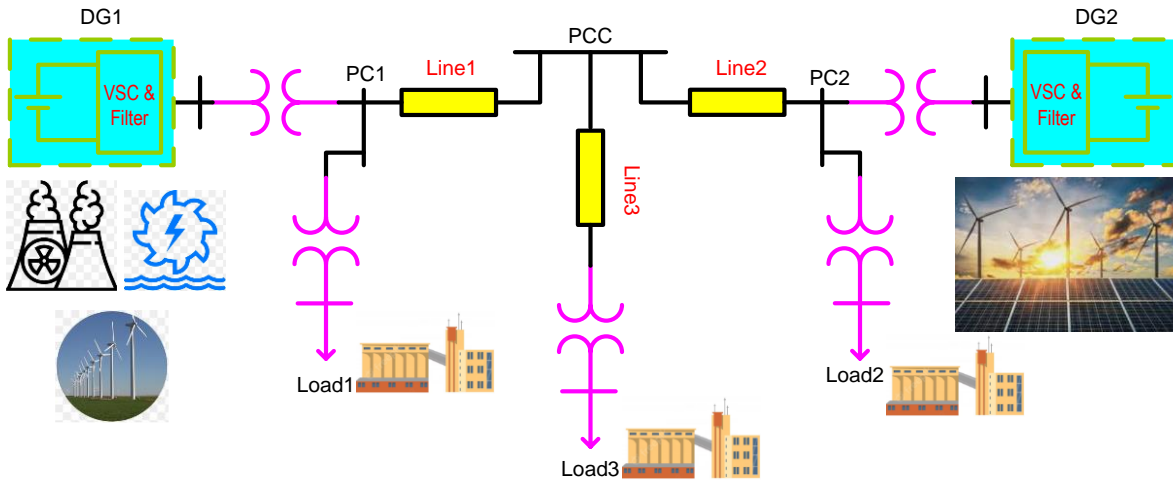 DG1
DG2
PCC
VSC &
Filter
PC1
Line1
Line2
PC2
VSC &
Filter
Line3
Load1
Load2
Load3